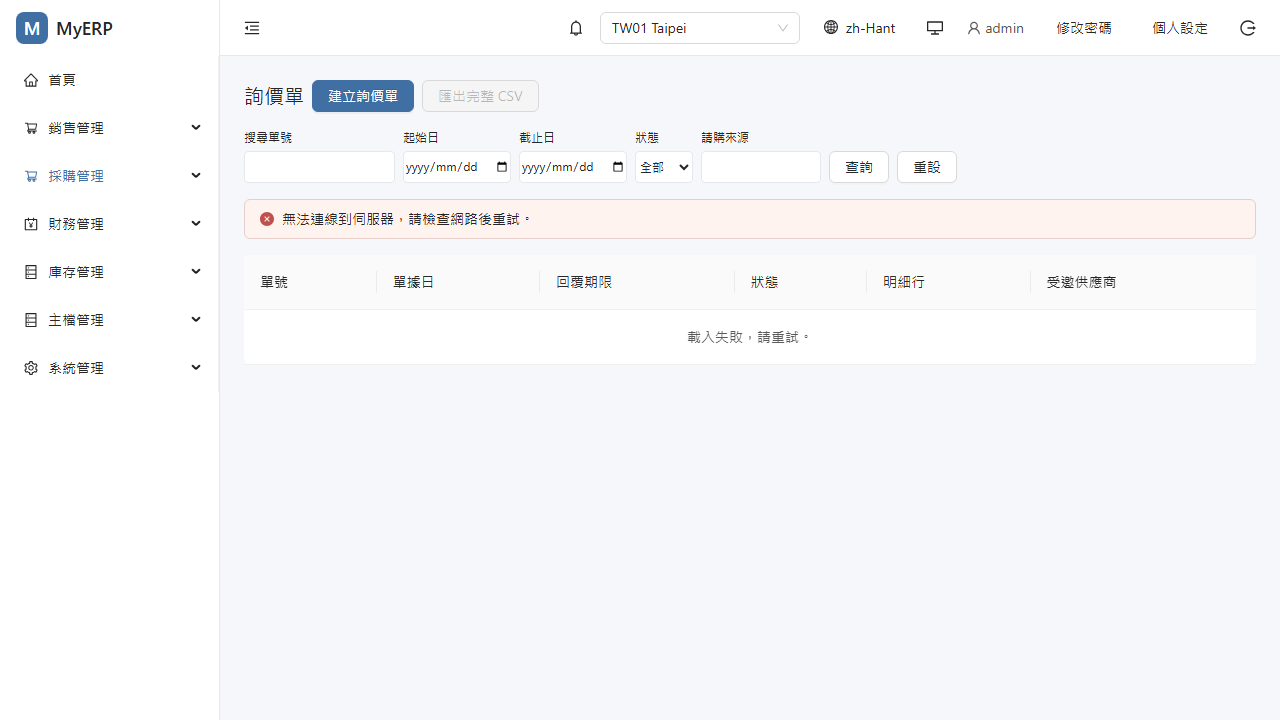 M MyERP
TW01 Taipei
zh-Hant
admin
修改密碼
個人設定
首頁
銷售管理
採購管理
財務管理
庫存管理
主檔管理
系統管理
詢價單
建立詢價單
匯出完整 CSV
搜尋單號
起始日
截止日
狀態
請購來源
yyyy/mm/dd
yyyy/mm/dd
全部
查詢
重設
無法連線到伺服器，請檢查網路後重試。
單號
單據日
回覆期限
狀態
明細行
受邀供應商
載入失敗，請重試。